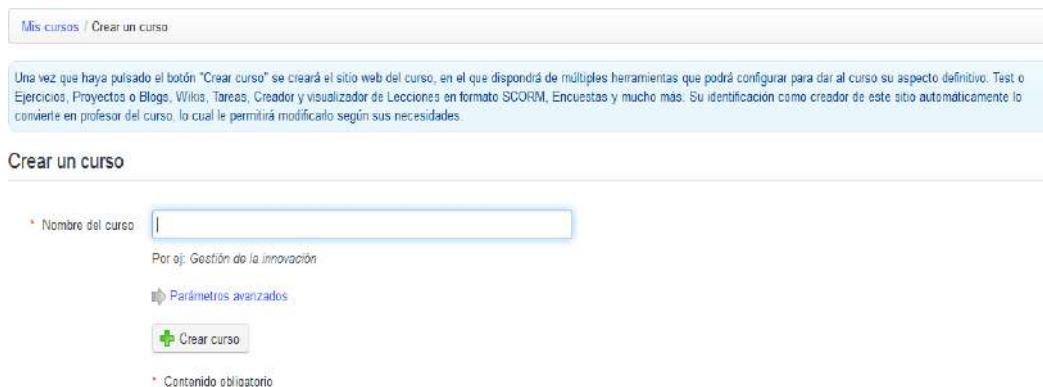 Mis cursos / Crear un curso
Una vez que haya pulsado el botón "Crear curso" se creará el sitio web del curso, en el que dispondrá de múltiples herramientas que podrá configurar para dar al curso su aspecto definitivo: Test o
Ejercicios, Proyectos o Blogs, Wikis, Tareas, Creador y visualizador de Lecciones en formato SCORM, Encuestas y mucho más. Su identificación como creador de este sitio automáticamente lo
convierte en profesor del curso, lo cual le permitirá modificarlo según sus necesidades.
Crear un curso
* Nombre del curso
Por ej: Gestión de la innovación
Parámetros avanzados
Crear curso
* Contenido obligatorio